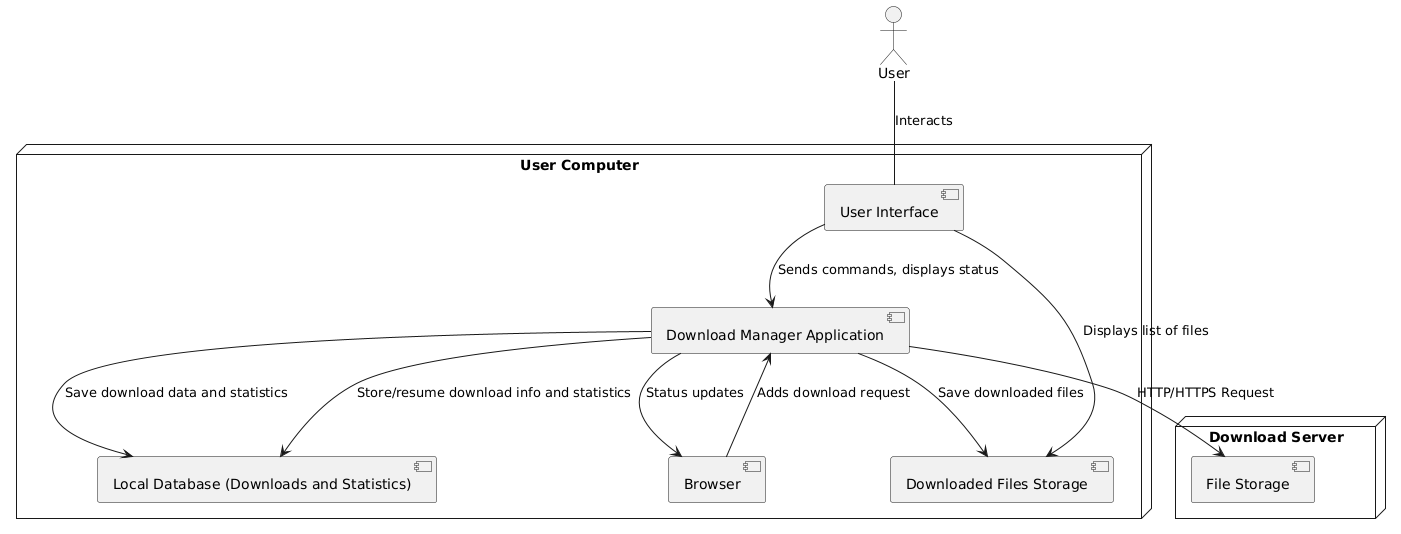 User
Interacts
User Computer
User Interface
Sends commands, displays status
Displays list of files
Download Manager Application
Save download data and statistics
Store/resume download info and statistics
Status updates
Adds download request
Save downloaded files
HTTP/HTTPS Request
Download Server
Local Database (Downloads and Statistics)
Browser
Downloaded Files Storage
File Storage